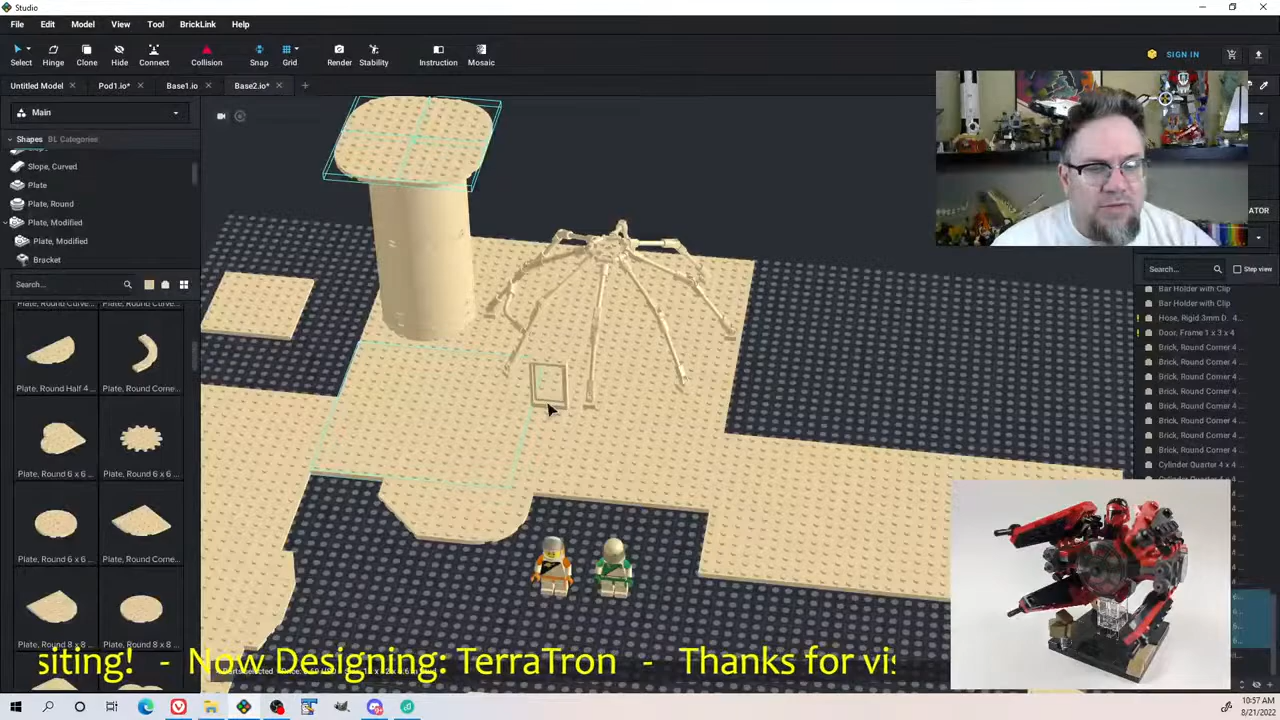 Studio
File Edit Model View Tool BrickLink Help
Select Hinge Clone Hide Connect Collision Snap Grid Render Stability Instruction Mosaic
SIGN IN
Untitled Model Pod1.io* Base1.io Base2.io*
Main
Shapes BL Categories
Slope, Curved
Plate
Plate, Round
Plate, Modified
Plate, Modified
Bracket
Search...
Plate, Round Half 4 ... Plate, Round Corne...
Plate, Round 6 x 6 ... Plate, Round 6 x 6 ...
Plate, Round 6 x 6 ... Plate, Round Corne...
Plate, Round 8 x 8 ... Plate, Round 8 x 8 ...
Search... Step view
Bar Holder with Clip
Bar Holder with Clip
Hose, Rigid 3mm D. 4...
Door, Frame 1 x 3 x 4
Brick, Round Corner 4 ...
Brick, Round Corner 4 ...
Brick, Round Corner 4 ...
Brick, Round Corner 4 ...
Brick, Round Corner 4 ...
Brick, Round Corner 4 ...
Brick, Round Corner 4 ...
Brick, Round Corner 4 ...
Cylinder Quarter 4 x 4 ...
siting! - Now Designing: TerraTron - Thanks for vis
10:57 AM
8/21/2022